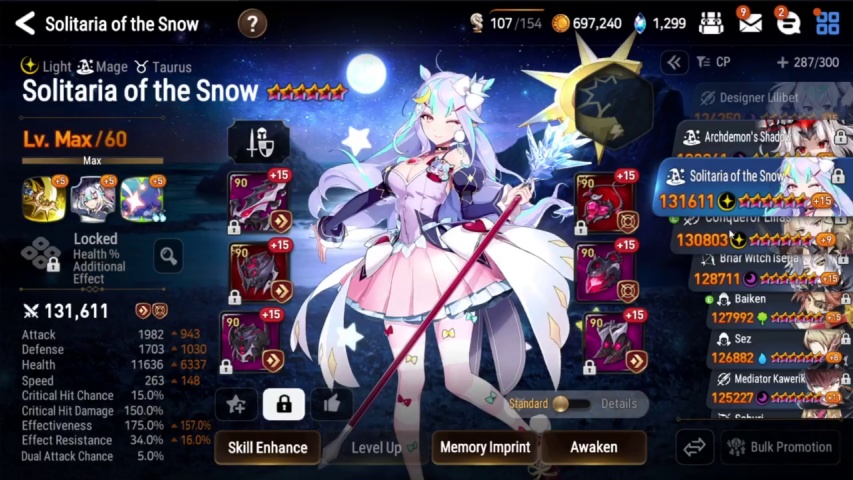 Solitaria of the Snow
?
107/154
697,240
1,299
9
2
Light Mage Taurus
Solitaria of the Snow
CP
287/300
Lv. Max/60
Max
+5
+5
+5
Locked
Health %
Additional
Effect
131,611
Attack 1982 943
Defense 1703 1030
Health 11636 6337
Speed 263 148
Critical Hit Chance 15.0%
Critical Hit Damage 150.0%
Effectiveness 175.0% 157.0%
Effect Resistance 34.0% 16.0%
Dual Attack Chance 5.0%
90 +15
90 +15
90 +15
90 +15
90 +15
90 +15
Standard Details
Skill Enhance
Level Up
Memory Imprint
Awaken
Designer Lilibet
Archdemon's Shadow
Solitaria of the Snow
131611 +15
130803 +9
Briar Witch Iseria
128711 +15
Baiken
127992 +15
Sez
126882 +8
Mediator Kawerik
125227
Bulk Promotion